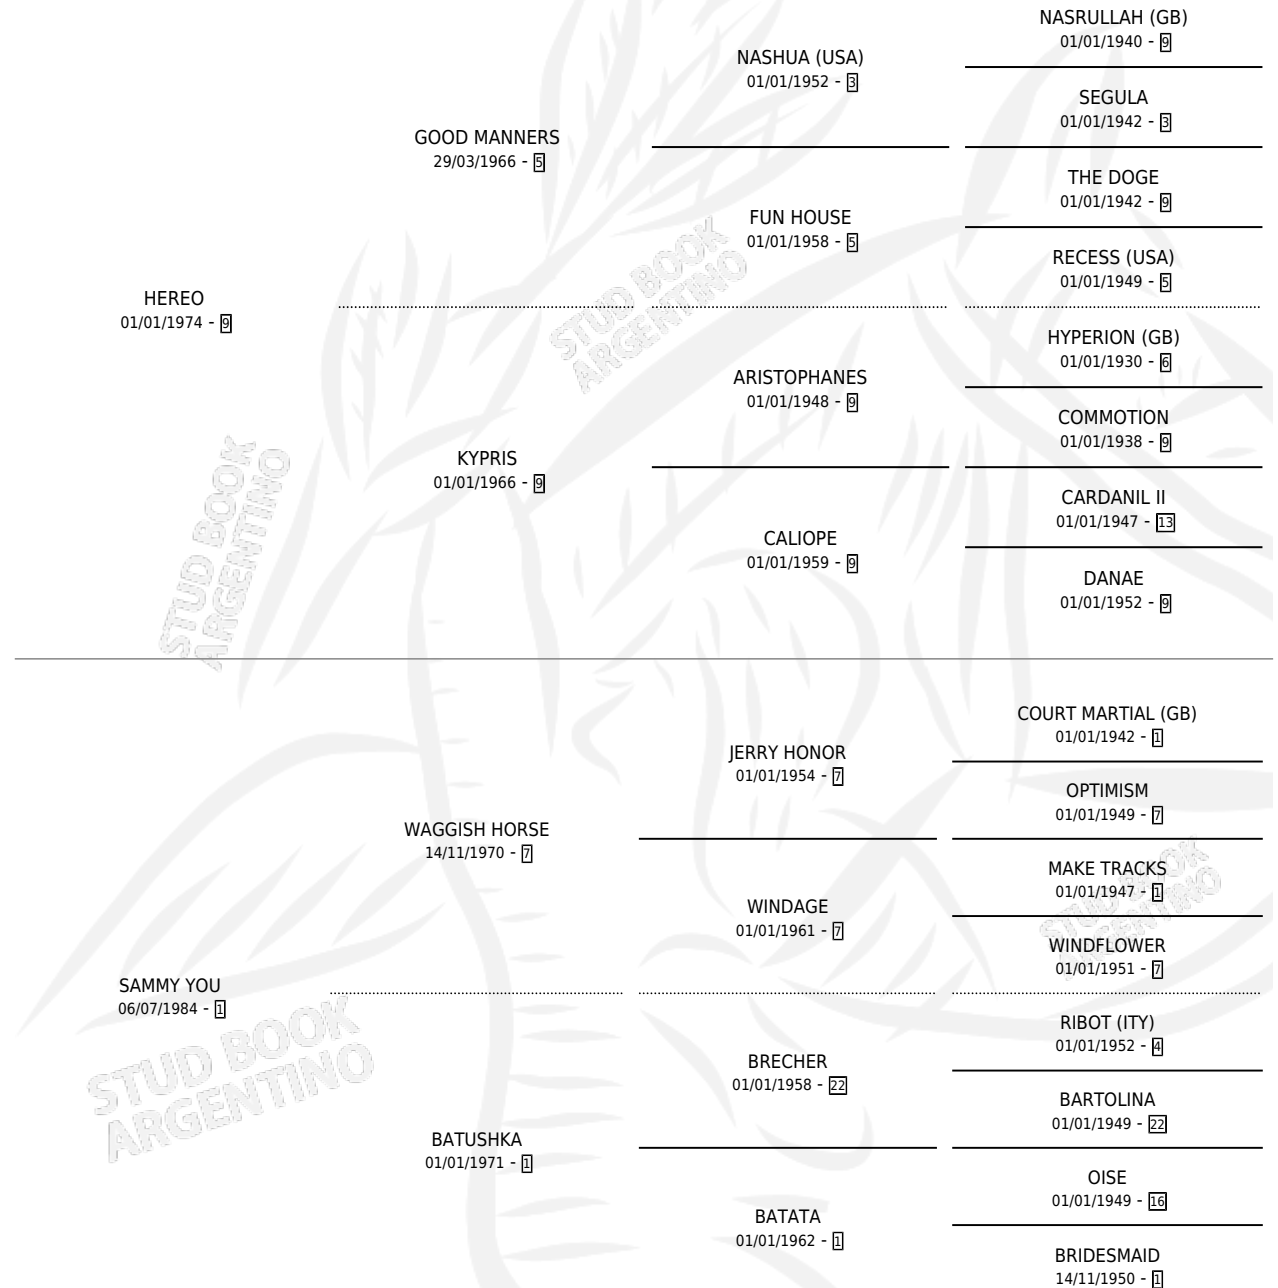 NASRULLAH (GB)
01/01/1940 - 9
NASHUA (USA)
01/01/1952 - 3
SEGULA
01/01/1942 - 3
GOOD MANNERS
29/03/1966 - 5
THE DOGE
01/01/1942 - 9
FUN HOUSE
01/01/1958 - 5
RECESS (USA)
01/01/1949 - 5
HEREO
01/01/1974 - 9
HYPERION (GB)
01/01/1930 - 6
ARISTOPHANES
01/01/1948 - 9
COMMOTION
01/01/1938 - 9
KYPRIS
01/01/1966 - 9
CARDANIL II
01/01/1947 - 13
CALIOPE
01/01/1959 - 9
DANAE
01/01/1952 - 9
COURT MARTIAL (GB)
01/01/1942 - 1
JERRY HONOR
01/01/1954 - 7
OPTIMISM
01/01/1949 - 7
WAGGISH HORSE
14/11/1970 - 7
MAKE TRACKS
01/01/1947 - 1
WINDAGE
01/01/1961 - 7
WINDFLOWER
01/01/1951 - 7
SAMMY YOU
06/07/1984 - 1
RIBOT (ITY)
01/01/1952 - 4
BRECHER
01/01/1958 - 22
BARTOLINA
01/01/1949 - 22
BATUSHKA
01/01/1971 - 1
OISE
01/01/1949 - 16
BATATA
01/01/1962 - 1
BRIDESMAID
14/11/1950 - 1
STUD BOOK
ARGENTINO
STUD BOOK
ARGENTINO
STUD BOOK
ARGENTINO
STUD BOOK
ARGENTINO